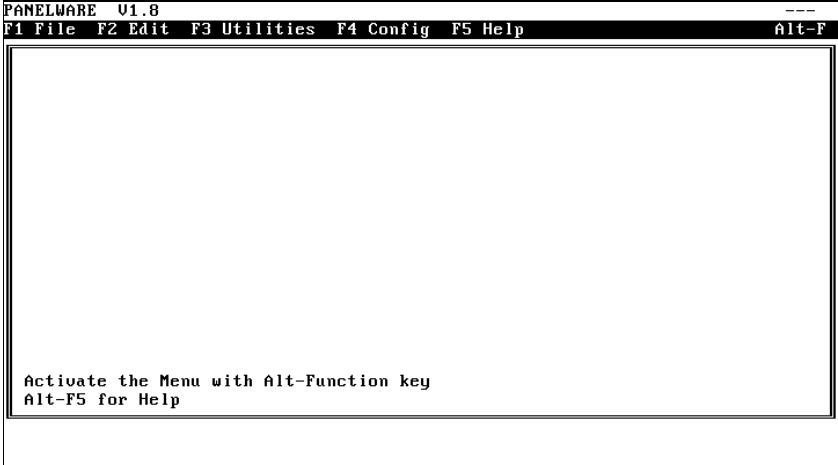 PANELWARE V1.8 ---
F1 File F2 Edit F3 Utilities F4 Config F5 Help Alt-F
Activate the Menu with Alt-Function key
Alt-F5 for Help